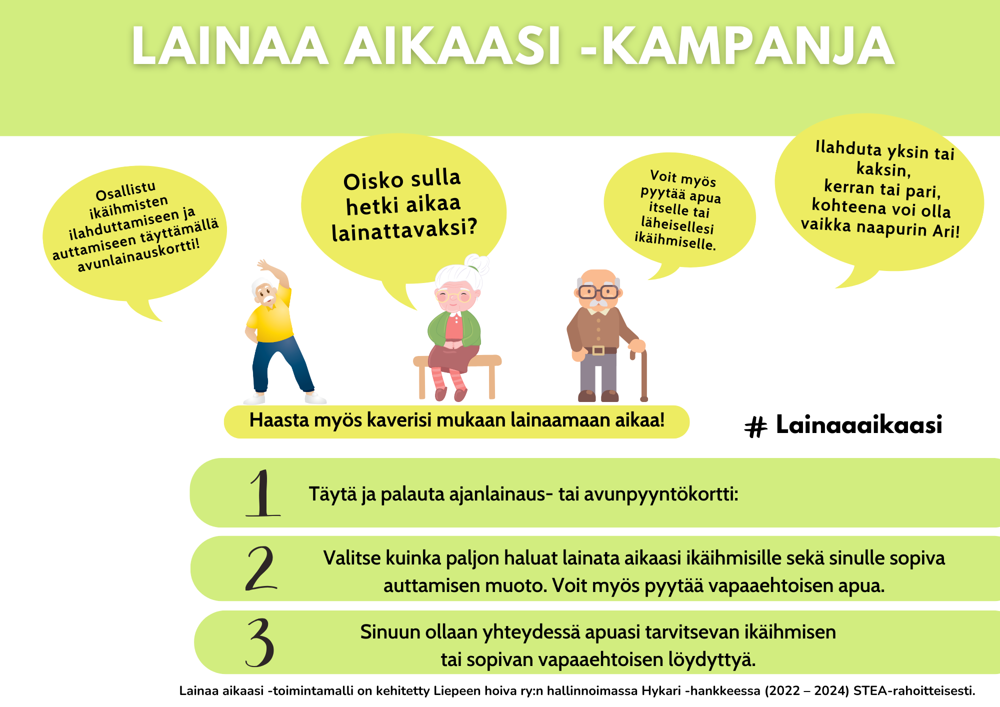 LAINAA AIKAASI -KAMPANJA
Osallistu
ikäihmisten
ilahduttamiseen ja
auttamiseen täyttämällä
avunlainauskortti!
Oisko sulla
hetki aikaa
lainattavaksi?
Voit myös
pyytää apua
itselle tai
läheisellesi
ikäihmiselle.
Ilahduta yksin tai
kaksin,
kerran tai pari,
kohteena voi olla
vaikka naapurin Ari!
Haasta myös kaverisi mukaan lainaamaan aikaa!
# Lainaaaikaasi
1 Täytä ja palauta ajanlainaus- tai avunpyyntökortti:
2 Valitse kuinka paljon haluat lainata aikaasi ikäihmisille sekä sinulle sopiva
auttamisen muoto. Voit myös pyytää vapaaehtoisen apua.
3 Sinuun ollaan yhteydessä apuasi tarvitsevan ikäihmisen
tai sopivan vapaaehtoisen löydyttyä.
Lainaa aikaasi -toimintamalli on kehitetty Liepeen hoiva ry:n hallinnoimassa Hykari -hankkeessa (2022 – 2024) STEA-rahoitteisesti.